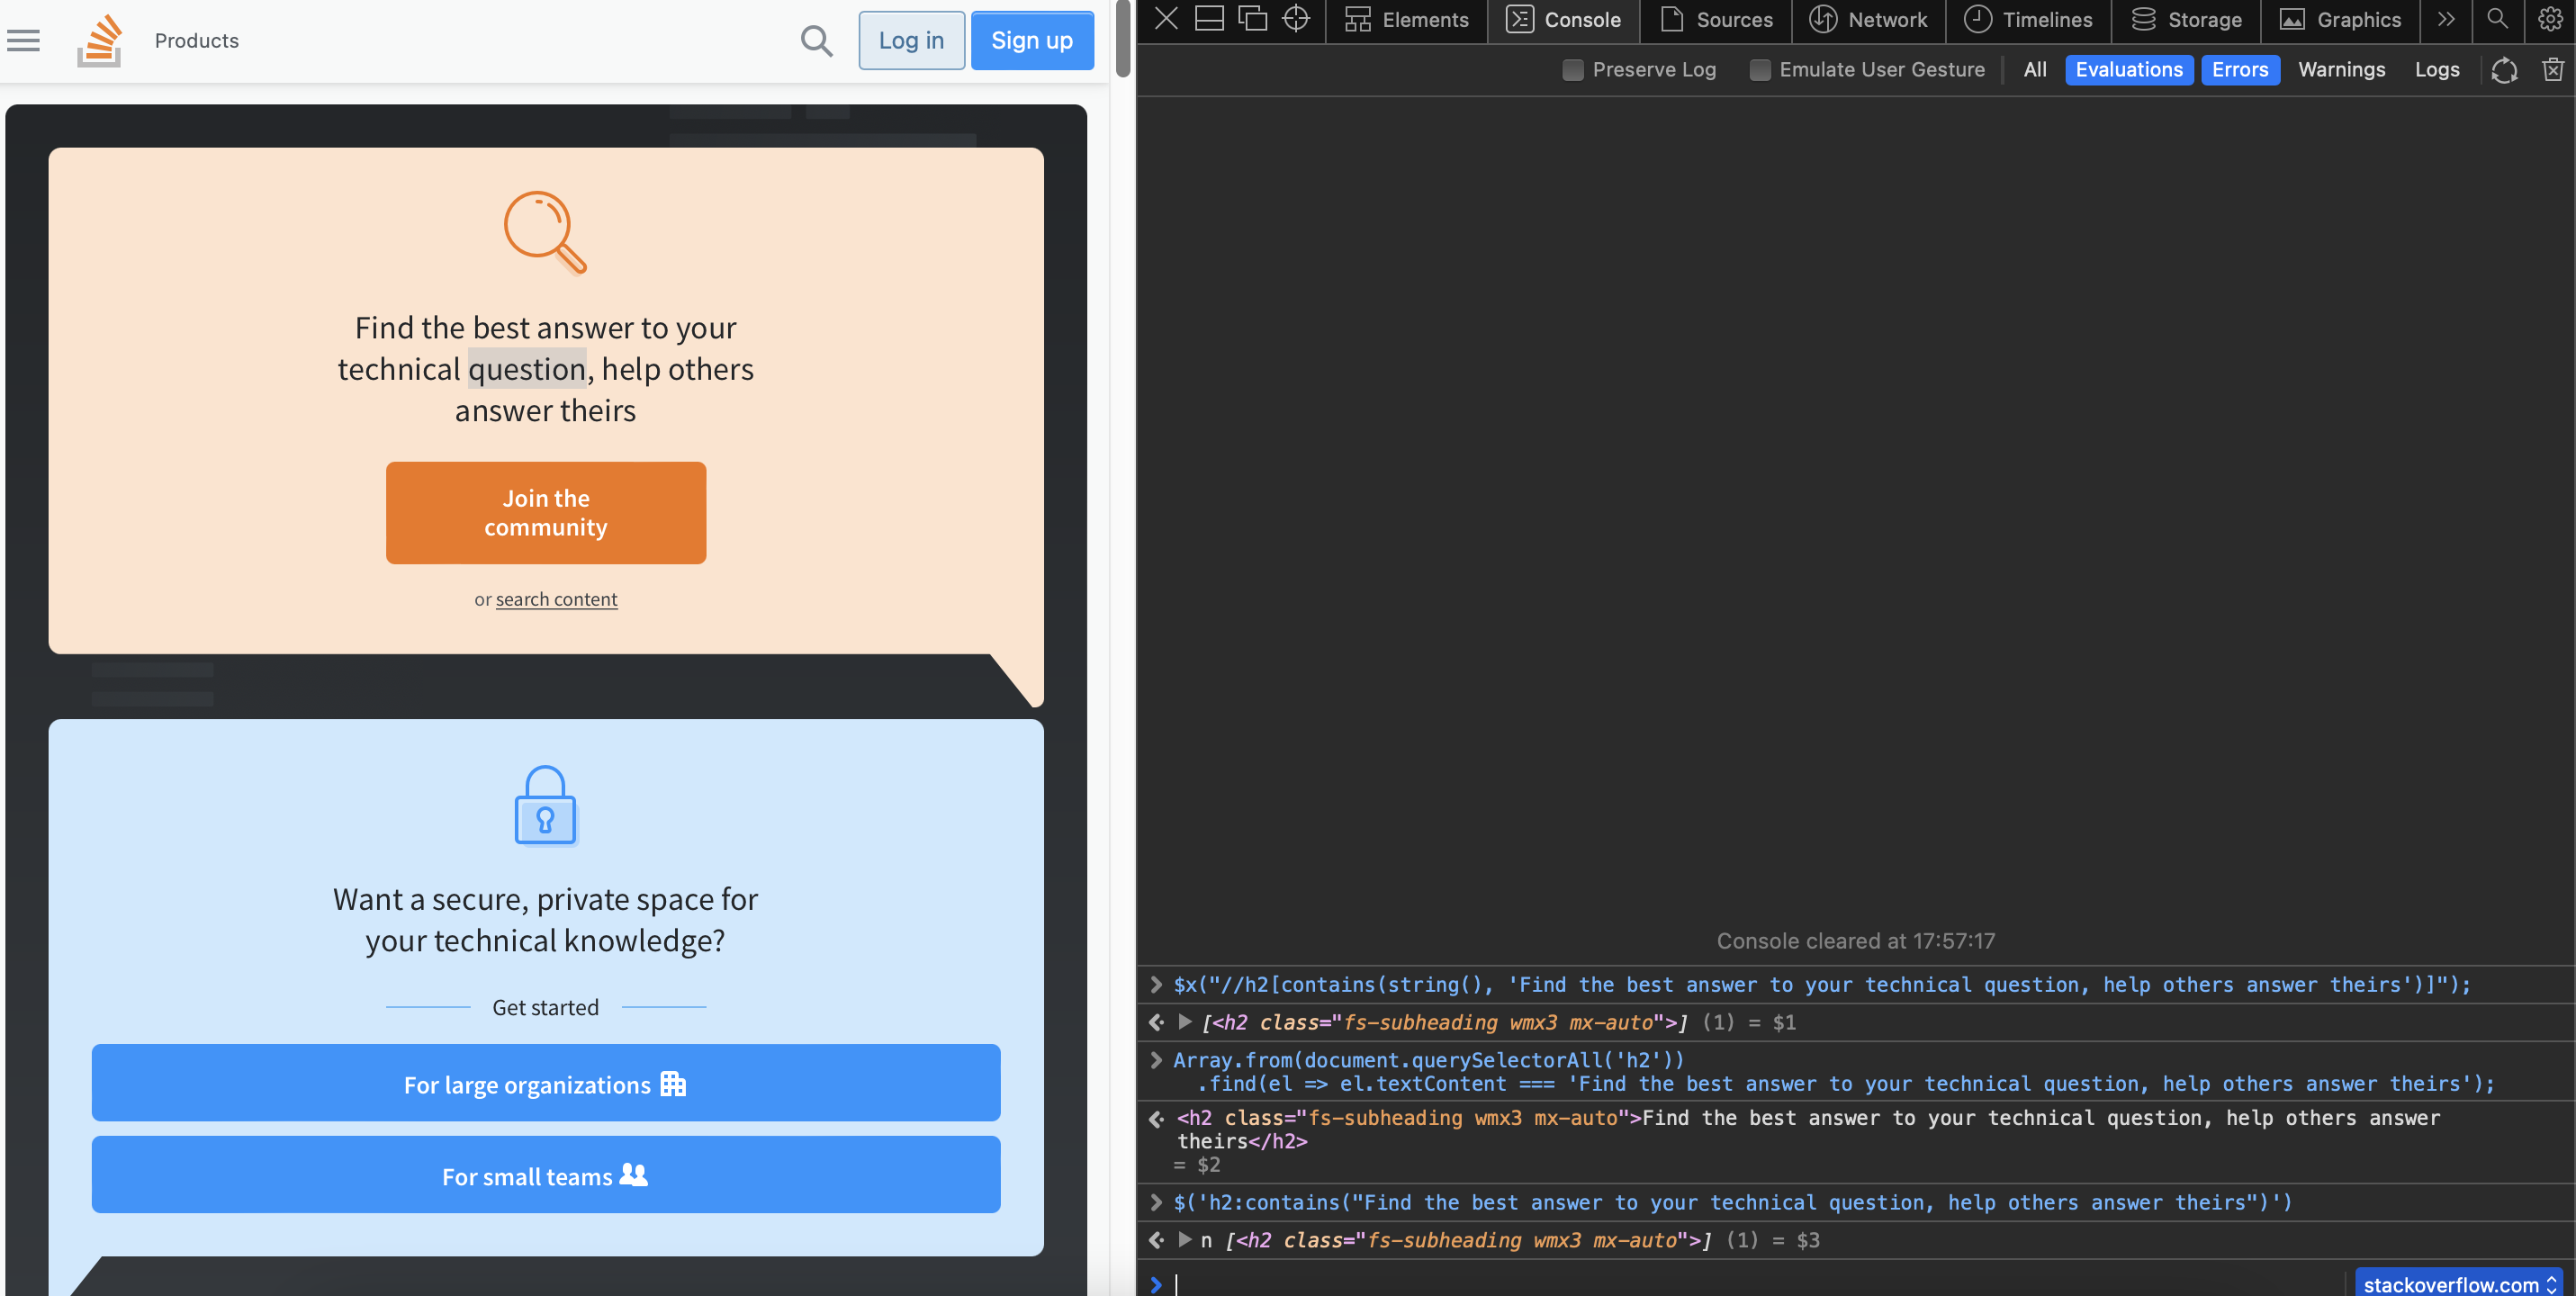 Products
Log in
Sign up
Find the best answer to your
technical question, help others
answer theirs
Join the
community
or search content
Want a secure, private space for
your technical knowledge?
Get started
For large organizations
For small teams
Elements
Console
Sources
Network
Timelines
Storage
Graphics
Preserve Log
Emulate User Gesture
All
Evaluations
Errors
Warnings
Logs
Console cleared at 17:57:17
$x("//h2[contains(string(), 'Find the best answer to your technical question, help others answer theirs')]");
[<h2 class="fs-subheading wmx3 mx-auto">] (1) = $1
Array.from(document.querySelectorAll('h2'))
.find(el => el.textContent === 'Find the best answer to your technical question, help others answer theirs');
<h2 class="fs-subheading wmx3 mx-auto">Find the best answer to your technical question, help others answer
theirs</h2>
= $2
$('h2:contains("Find the best answer to your technical question, help others answer theirs")')
n [<h2 class="fs-subheading wmx3 mx-auto">] (1) = $3
stackoverflow.com